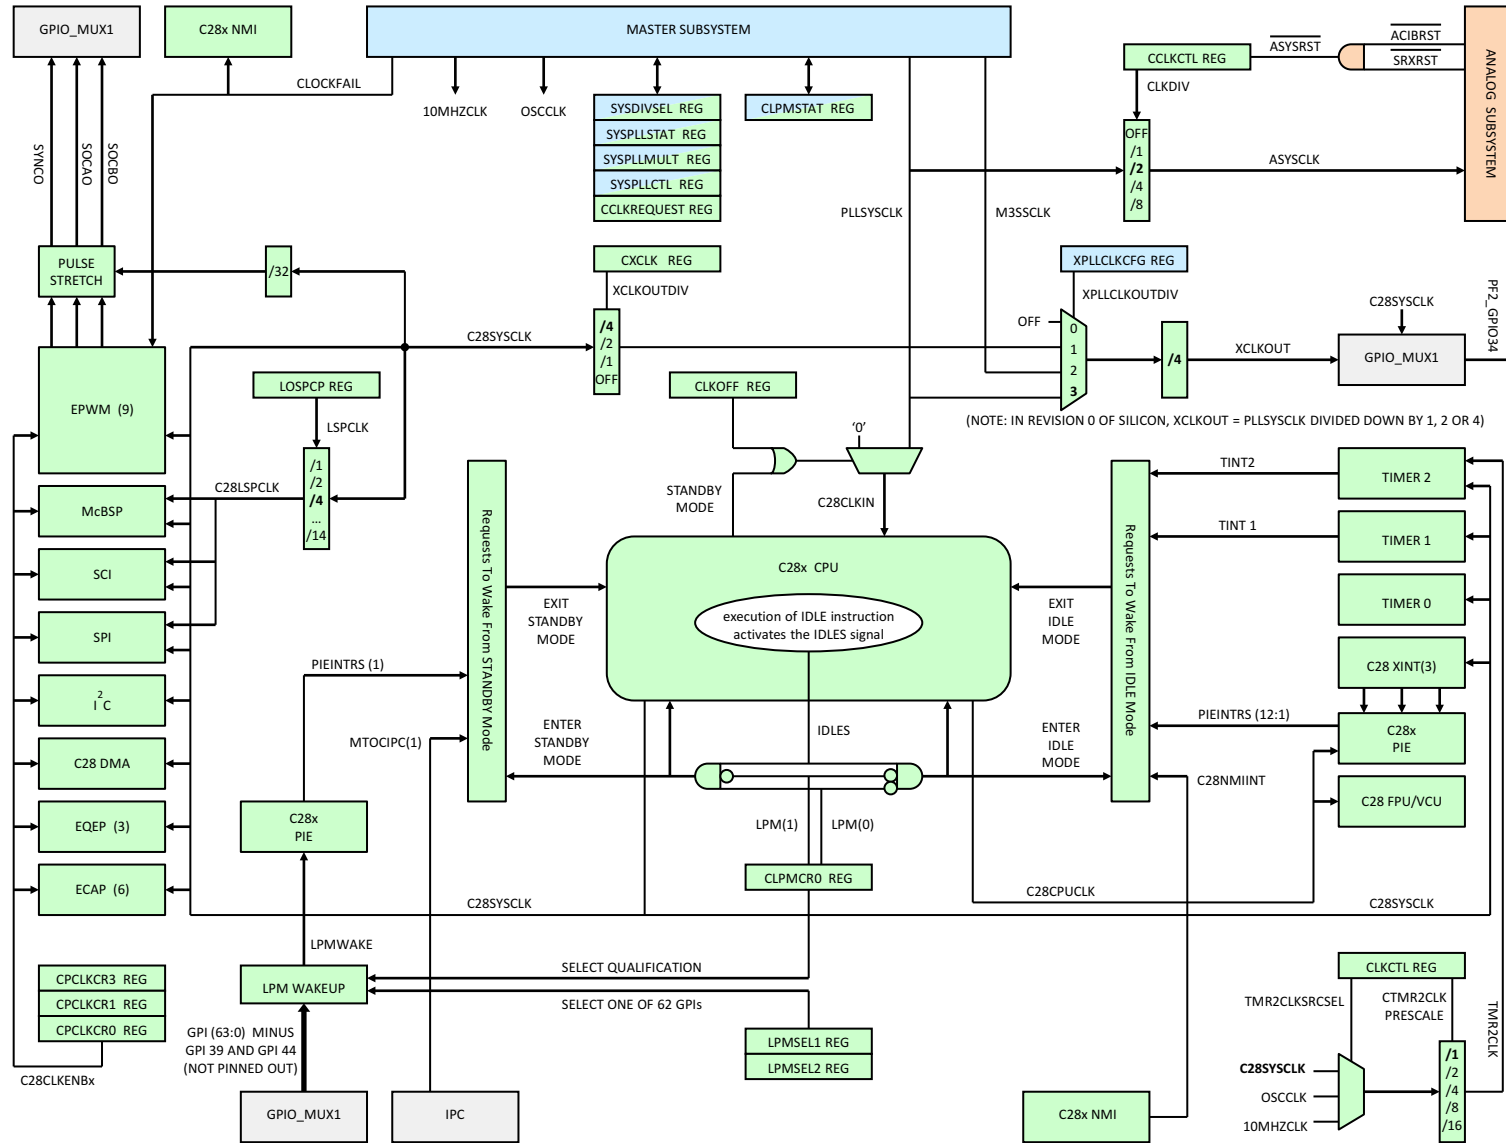 GPIO_MUX1
C28x NMI
MASTER SUBSYSTEM
ACIBRST
ASYSRST
SRXRST
CCLKCTL REG
ANALOG SUBSYSTEM
CLOCKFAIL
CLKDIV
10MHZCLK
OSCCLK
SYSDIVSEL REG
SYSPLLSTAT REG
SYSPLLMULT REG
SYSPLLCTL REG
CCLKREQUEST REG
CLPMSTAT REG
OFF
/1
/2
/4
/8
ASYSCLK
SYNCO
SOCAO
SOCBO
PLLSYSCLK
M3SSCLK
PULSE
STRETCH
/32
CXCLK REG
XCLKOUTDIV
XPLLCLKCFG REG
XPLLCLKOUTDIV
C28SYSCLK
/4
/2
/1
OFF
OFF
0
1
2
3
/4
XCLKOUT
C28SYSCLK
GPIO_MUX1
PF2_GPIO34
EPWM (9)
LOSPCP REG
LSPCLK
CLKOFF REG
(NOTE: IN REVISION 0 OF SILICON, XCLKOUT = PLLSYSCLK DIVIDED DOWN BY 1, 2 OR 4)
‘0’
/1
/2
/4
...
/14
C28LSPCLK
STANDBY
MODE
C28CLKIN
TINT2
TIMER 2
McBSP
TINT 1
TIMER 1
SCI
Requests To Wake From STANDBY Mode
C28x CPU
execution of IDLE instruction
activates the IDLES signal
Requests To Wake From IDLE Mode
EXIT
STANDBY
MODE
EXIT
IDLE
MODE
TIMER 0
SPI
PIEINTRS (1)
C28 XINT(3)
I2C
PIEINTRS (12:1)
C28x
PIE
MTOCIPC(1)
ENTER
STANDBY
MODE
IDLES
ENTER
IDLE
MODE
C28NMIINT
C28 DMA
C28 FPU/VCU
EQEP (3)
C28x
PIE
LPM(1)
LPM(0)
CLPMCR0 REG
ECAP (6)
C28SYSCLK
C28CPUCLK
C28SYSCLK
LPMWAKE
CPCLKCR3 REG
CPCLKCR1 REG
CPCLKCR0 REG
LPM WAKEUP
SELECT QUALIFICATION
SELECT ONE OF 62 GPIs
CLKCTL REG
TMR2CLKSRCSEL
CTMR2CLK
PRESCALE
TMR2CLK
GPI (63:0) MINUS
GPI 39 AND GPI 44
(NOT PINNED OUT)
LPMSEL1 REG
LPMSEL2 REG
C28CLKENBx
C28SYSCLK
OSCCLK
10MHZCLK
/1
/2
/4
/8
/16
GPIO_MUX1
IPC
C28x NMI